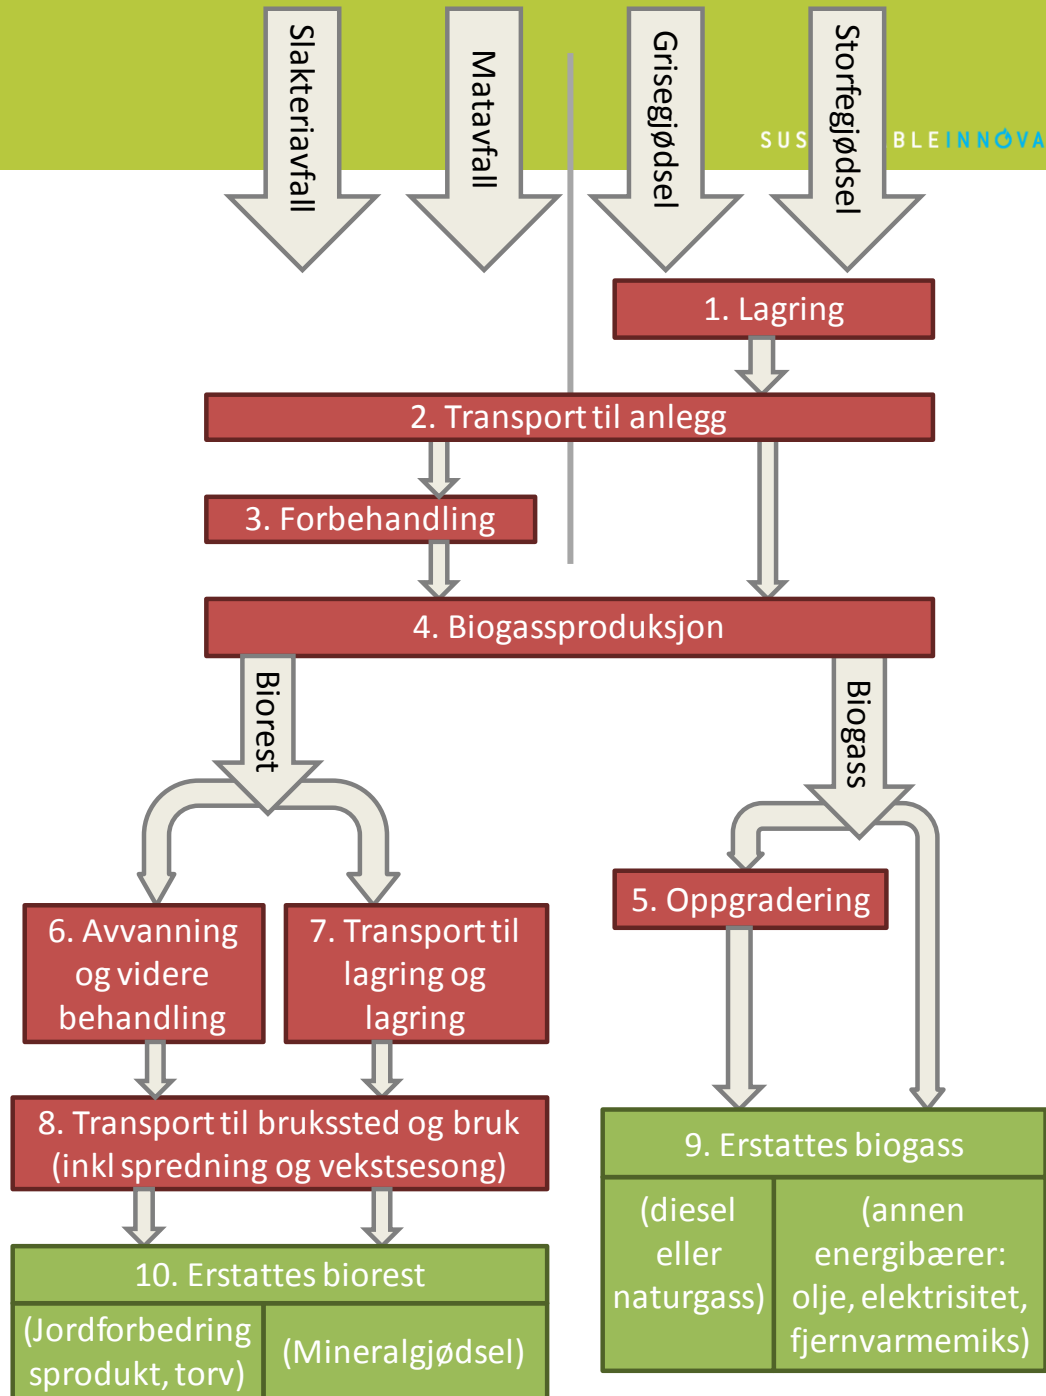 Slakteriavfall
Matavfall
Grisegjødsel
Storfegjødsel
SUS BLEINNOVA
1. Lagring
2. Transport til anlegg
3. Forbehandling
4. Biogassproduksjon
Biorest
Biogass
5. Oppgradering
6. Avvanning
og videre
behandling
7. Transport til
lagring og
lagring
8. Transport til brukssted og bruk
(inkl spredning og vekstsesong)
9. Erstattes biogass
(diesel
eller
naturgass)
(annen
energibærer:
olje, elektrisitet,
fjernvarmemiks)
10. Erstattes biorest
(Jordforbedring
sprodukt, torv)
(Mineralgjødsel)